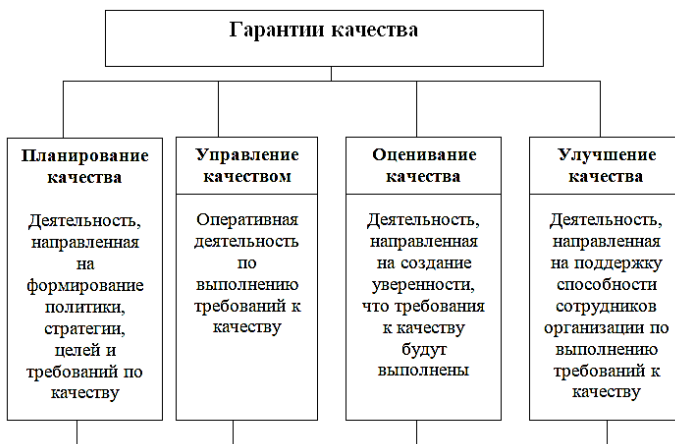 Гарантии качества
Планирование
качества
Деятельность,
направленная
на
формирование
политики,
стратегии,
целей и
требований по
качеству
Управление
качеством
Оперативная
деятельность
по
выполнению
требований к
качеству
Оценивание
качества
Деятельность,
направленная
на создание
уверенности,
что требования
к качеству
будут
выполнены
Улучшение
качества
Деятельность,
направленная
на поддержку
способности
сотрудников
организации по
выполнению
требований к
качеству